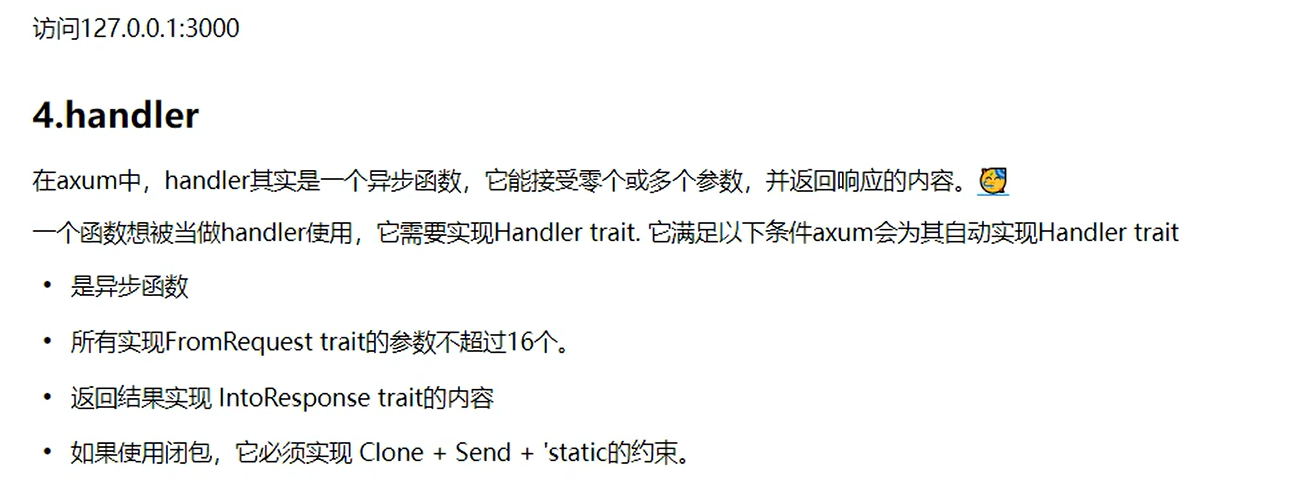 访问127.0.0.1:3000
4.handler
在axum中，handler其实是一个异步函数，它能接受零个或多个参数，并返回响应的内容。🥳
一个函数想被当做handler使用，它需要实现Handler trait. 它满足以下条件axum会为其自动实现Handler trait
• 是异步函数
• 所有实现FromRequest trait的参数不超过16个。
• 返回结果实现 IntoResponse trait的内容
• 如果使用闭包，它必须实现 Clone + Send + 'static的约束。